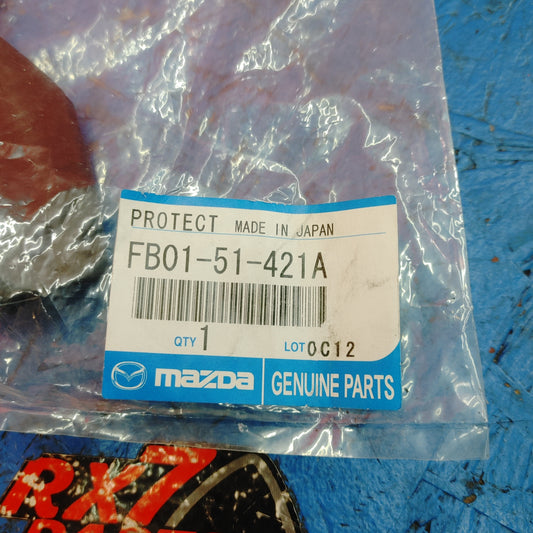 PROTECT MADE IN JAPAN
FB01-51-421A
QTY 1 LOT 0C12
mazda GENUINE PARTS
RX7